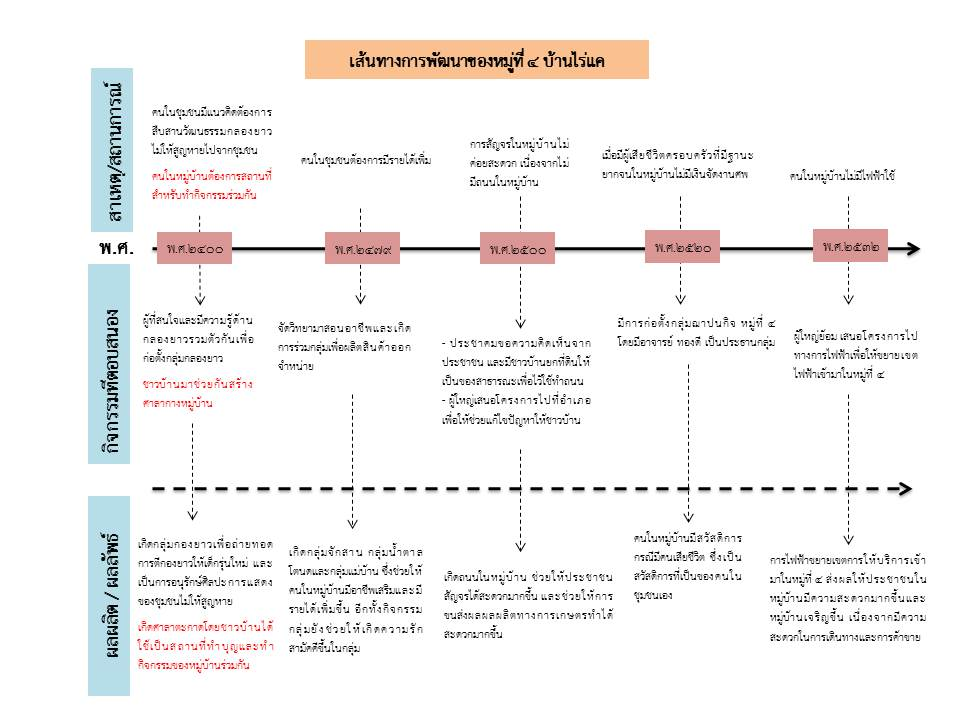 เส้นทางการพัฒนาของหมู่ที่ ๔ บ้านไร่แค
สาเหตุ/สถานการณ์
คนในชุมชนมีแนวคิดต้องการ
สืบสานวัฒนธรรมกลองยาว
ไม่ให้สูญหายไปจากชุมชน
คนในหมู่บ้านต้องการสถานที่
สำหรับทำกิจกรรมร่วมกัน
คนในชุมชนต้องการมีรายได้เพิ่ม
การสัญจรในหมู่บ้านไม่
ค่อยสะดวก เนื่องจากไม่
มีถนนในหมู่บ้าน
เมื่อมีผู้เสียชีวิตครอบครัวที่มีฐานะ
ยากจนในหมู่บ้านไม่มีเงินจัดงานศพ
คนในหมู่บ้านไม่มีไฟฟ้าใช้
พ.ศ.
พ.ศ.๒๔๐๐
พ.ศ.๒๔๗๙
พ.ศ.๒๕๐๐
พ.ศ.๒๕๒๐
พ.ศ.๒๕๓๒
กิจกรรมที่ตอบสนอง
ผู้ที่สนใจและมีความรู้ด้าน
กลองยาวรวมตัวกันเพื่อ
ก่อตั้งกลุ่มกลองยาว
ชาวบ้านมาช่วยกันสร้าง
ศาลากางหมู่บ้าน
จัดวิทยามาสอนอาชีพและเกิด
การร่วมกลุ่มเพื่อผลิตสินค้าออก
จำหน่าย
- ประชาคมขอความคิดเห็นจาก
ประชาชน และมีชาวบ้านยกที่ดินให้
เป็นของสาธารณะเพื่อไว้ใช้ทำถนน
- ผู้ใหญ่เสนอโครงการไปที่อำเภอ
เพื่อให้ช่วยแก้ไขปัญหาให้ชาวบ้าน
มีการก่อตั้งกลุ่มฌาปนกิจ หมู่ที่ ๔
โดยมีอาจารย์ ทองดี เป็นประธานกลุ่ม
ผู้ใหญ่ย้อม เสนอโครงการไป
ทางการไฟฟ้าเพื่อให้ขยายเขต
ไฟฟ้าเข้ามาในหมู่ที่ ๔
ผลผลิต / ผลลัพธ์
เกิดกลุ่มกองยาวเพื่อถ่ายทอด
การตีกองยาวให้เด็กรุ่นใหม่ และ
เป็นการอนุรักษ์ศิลปะการแสดง
ของชุมชนไม่ให้สูญหาย
เกิดศาลาตะกาดโดยชาวบ้านได้
ใช้เป็นสถานที่ทำบุญและทำ
กิจกรรมของหมู่บ้านร่วมกัน
เกิดกลุ่มจักสาน กลุ่มน้ำตาล
โตนดและกลุ่มแม่บ้าน ซึ่งช่วยให้
คนในหมู่บ้านมีอาชีพเสริมและมี
รายได้เพิ่มขึ้น อีกทั้งกิจกรรม
กลุ่มยังช่วยให้เกิดความรัก
สามัคคีขึ้นในกลุ่ม
เกิดถนนในหมู่บ้าน ช่วยให้ประชาชน
สัญจรได้สะดวกมากขึ้น และช่วยให้การ
ขนส่งผลผลผลิตทางการเกษตรทำได้
สะดวกมากขึ้น
คนในหมู่บ้านมีสวัสดิการ
กรณีมีคนเสียชีวิต ซึ่งเป็น
สวัสดิการที่เป็นของคนใน
ชุมชนเอง
การไฟฟ้าขยายเขตการให้บริการเข้า
มาในหมู่ที่ ๔ ส่งผลให้ประชาชนใน
หมู่บ้านมีความสะดวกมากขึ้นและ
หมู่บ้านเจริญขึ้น เนื่องจากมีความ
สะดวกในการเดินทางและการค้าขาย